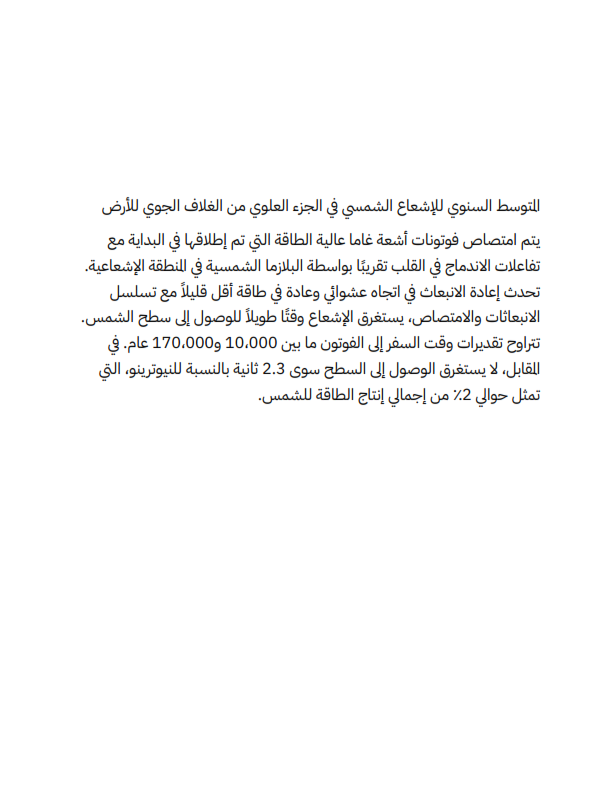 المتوسط السنوي للإشعاع الشمسي في الجزء العلوي من الغلاف الجوي للأرض
يتم امتصاص فوتونات أشعة غاما عالية الطاقة التي تم إطلاقها في البداية مع
تفاعلات الاندماج في القلب تقريبًا بواسطة البلازما الشمسية في المنطقة الإشعاعية.
تحدث إعادة الانبعاث في اتجاه عشوائي وعادة في طاقة أقل قليلاً مع تسلسل
الانبعاثات والامتصاص، يستغرق الإشعاع وقتًا طويلاً للوصول إلى سطح الشمس.
تتراوح تقديرات وقت السفر إلى الفوتون ما بين 10،000 و170،000 عام. في
المقابل، لا يستغرق الوصول إلى السطح سوى 2.3 ثانية بالنسبة للنيوترينو، التي
تمثل حوالي 2٪ من إجمالي إنتاج الطاقة للشمس.